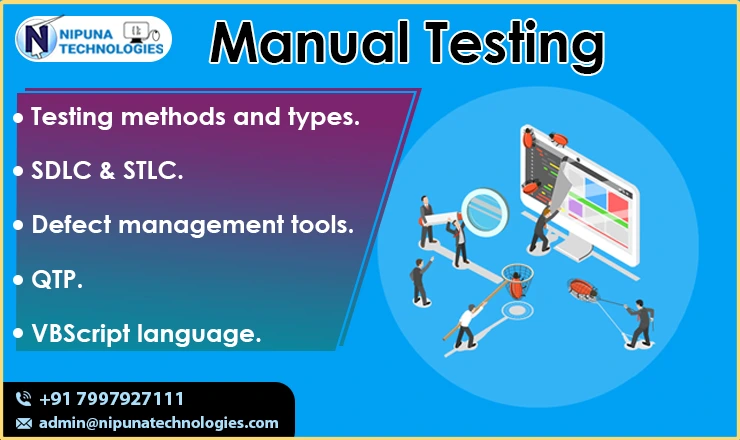 NIPUNA
TECHNOLOGIES
Manual Testing
• Testing methods and types.
• SDLC & STLC.
• Defect management tools.
• QTP.
• VBScript language.
+91 7997927111
admin@nipunatechnologies.com